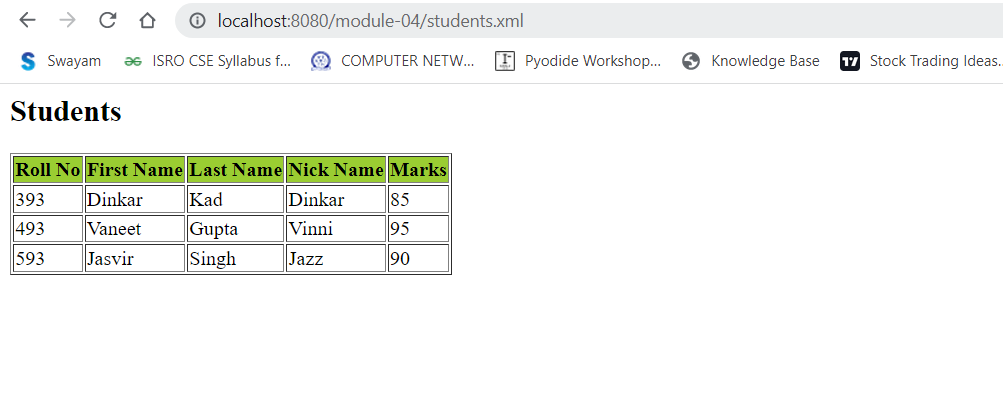 localhost:8080/module-04/students.xml
Swayam ISRO CSE Syllabus f... COMPUTER NETW... Pyodide Workshop... Knowledge Base Stock Trading Ideas...
Students
Roll No First Name Last Name Nick Name Marks
393 Dinkar Kad Dinkar 85
493 Vaneet Gupta Vinni 95
593 Jasvir Singh Jazz 90